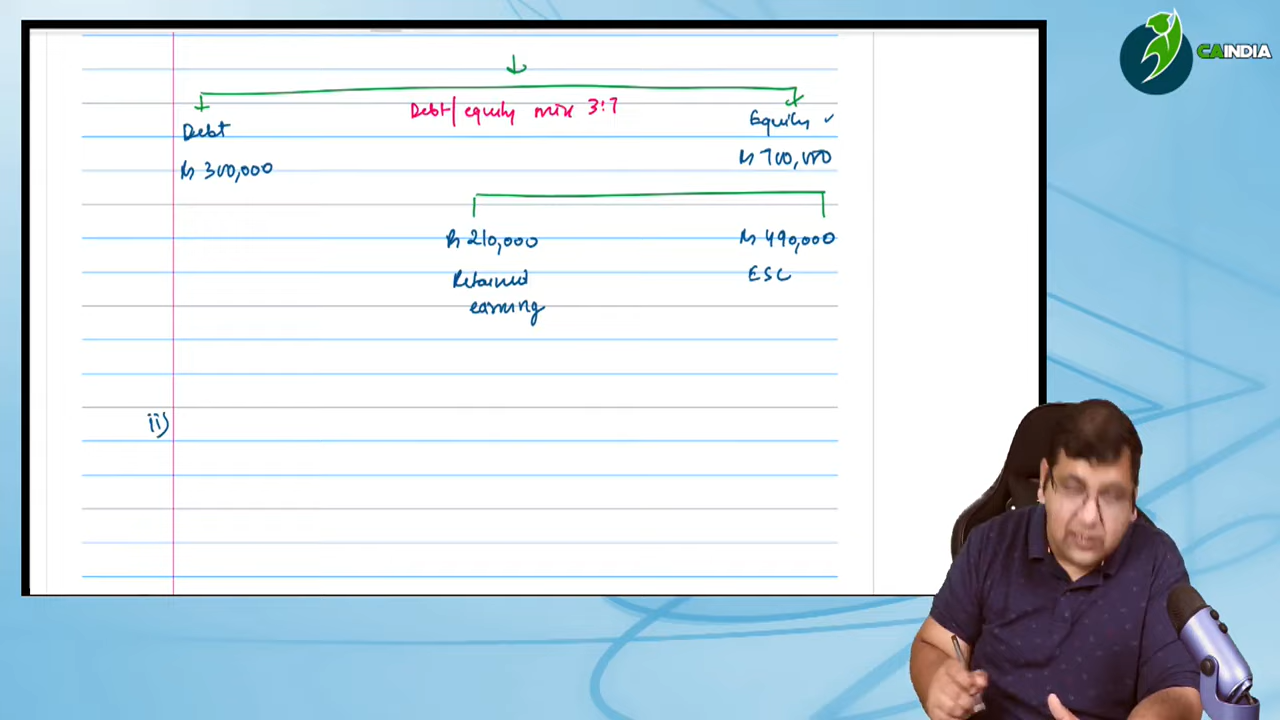 CAINDIA
Debt/equity mix 3:7
Debt
Equity ✓
Rs 300,000
Rs 700,000
Rs 210,000
Rs 490,000
Retained
earning
ESC
ii)